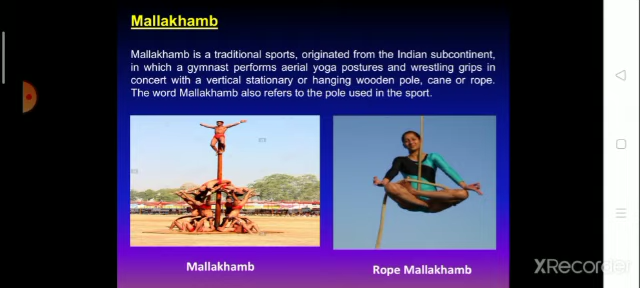 Mallakhamb
Mallakhamb is a traditional sports, originated from the Indian subcontinent,
in which a gymnast performs aerial yoga postures and wrestling grips in
concert with a vertical stationary or hanging wooden pole, cane or rope.
The word Mallakhamb also refers to the pole used in the sport.
Mallakhamb
Rope Mallakhamb
XRecorder